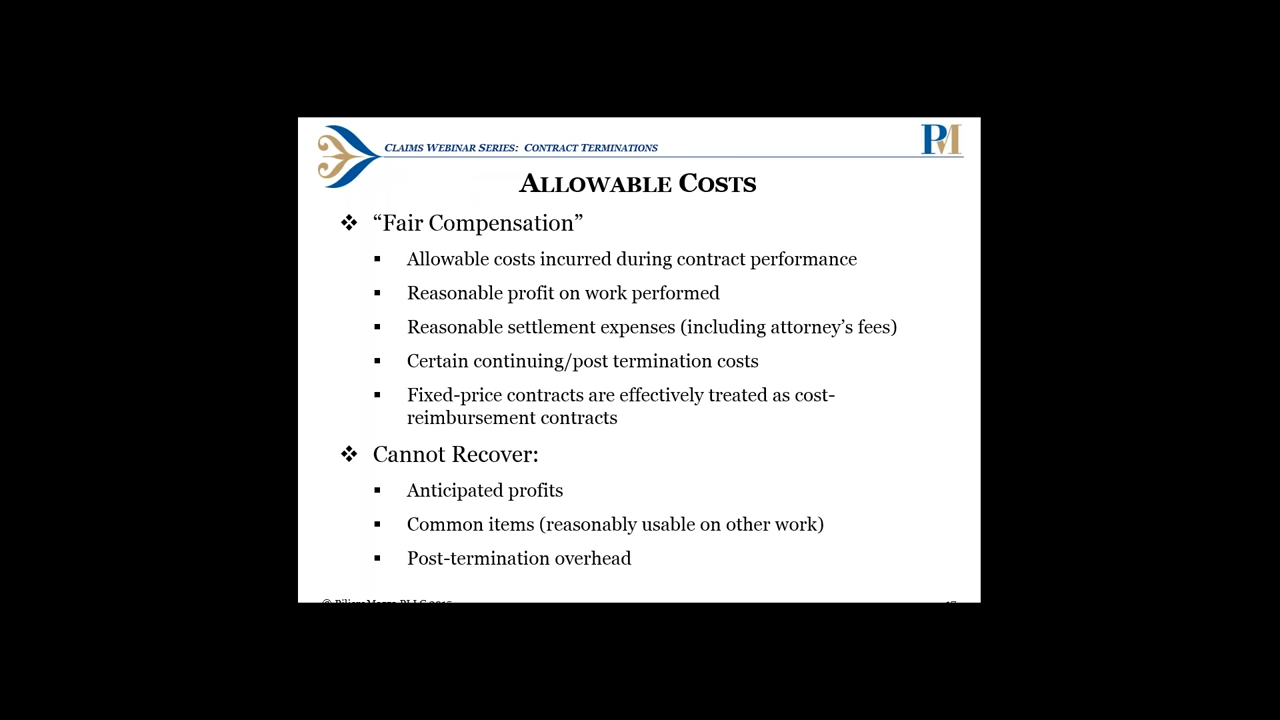 PM
CLAIMS WEBINAR SERIES: CONTRACT TERMINATIONS
ALLOWABLE COSTS
❖ “Fair Compensation”
▪ Allowable costs incurred during contract performance
▪ Reasonable profit on work performed
▪ Reasonable settlement expenses (including attorney’s fees)
▪ Certain continuing/post termination costs
▪ Fixed-price contracts are effectively treated as cost-
reimbursement contracts
❖ Cannot Recover:
▪ Anticipated profits
▪ Common items (reasonably usable on other work)
▪ Post-termination overhead